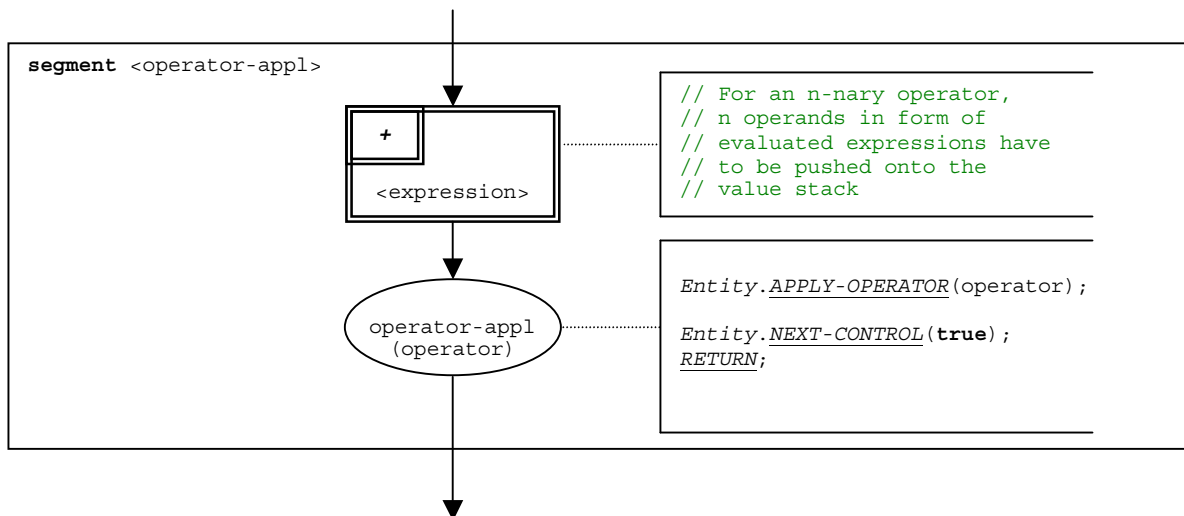 segment <operator-appl>
+
<expression>
// For an n-nary operator,
// n operands in form of
// evaluated expressions have
// to be pushed onto the
// value stack
operator-appl
(operator)
Entity.APPLY-OPERATOR(operator);
Entity.NEXT-CONTROL(true);
RETURN;